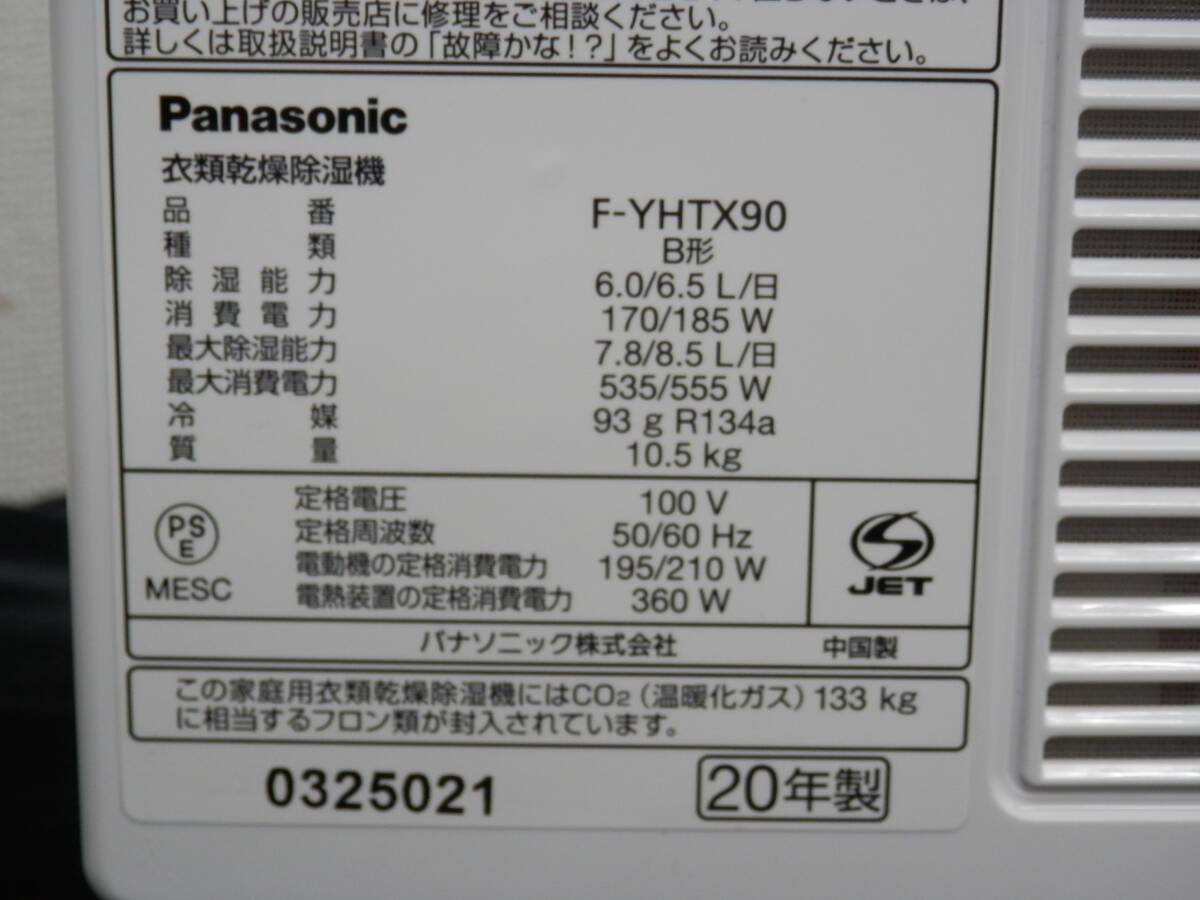 お買い上げの販売店に修理をご相談ください。
詳しくは取扱説明書の「故障かな!?」をよくお読みください。
Panasonic
衣類乾燥除湿機
品番 F-YHTX90
種類 B形
除湿能力 6.0/6.5 L/日
消費電力 170/185 W
最大除湿能力 7.8/8.5 L/日
最大消費電力 535/555 W
冷媒 93 g R134a
質量 10.5 kg
PS
E
MESC
定格電圧 100 V
定格周波数 50/60 Hz
電動機の定格消費電力 195/210 W
電熱装置の定格消費電力 360 W
JET
パナソニック株式会社 中国製
この家庭用衣類乾燥除湿機にはCO₂(温暖化ガス)133 kg
に相当するフロン類が封入されています。
0325021 20年製